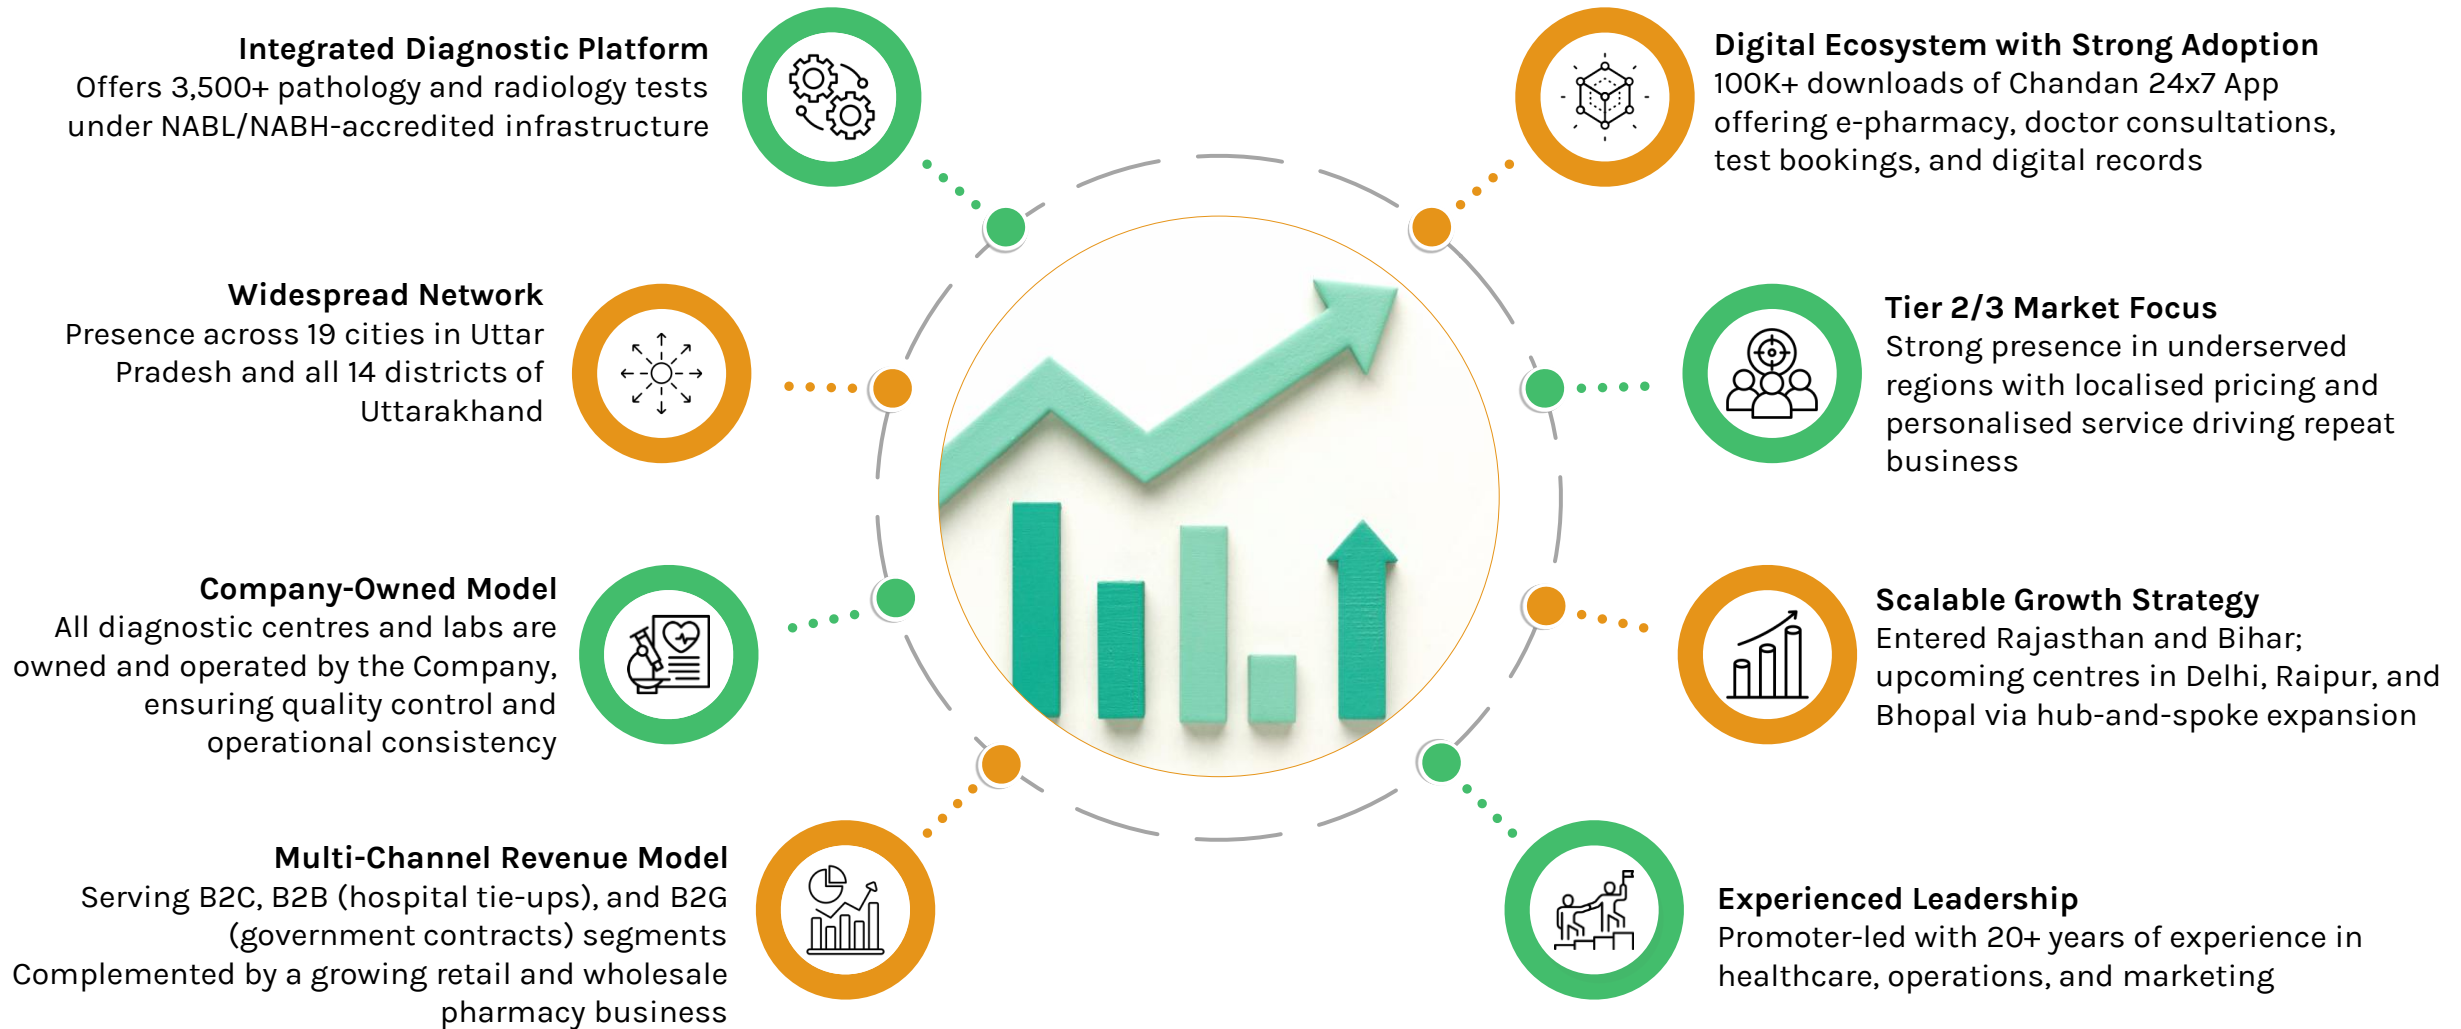 Integrated Diagnostic Platform
Offers 3,500+ pathology and radiology tests
under NABL/NABH-accredited infrastructure
Widespread Network
Presence across 19 cities in Uttar
Pradesh and all 14 districts of
Uttarakhand
Company-Owned Model
All diagnostic centres and labs are
owned and operated by the Company,
ensuring quality control and
operational consistency
Multi-Channel Revenue Model
Serving B2C, B2B (hospital tie-ups), and B2G
(government contracts) segments
Complemented by a growing retail and wholesale
pharmacy business
Digital Ecosystem with Strong Adoption
100K+ downloads of Chandan 24x7 App
offering e-pharmacy, doctor consultations,
test bookings, and digital records
Tier 2/3 Market Focus
Strong presence in underserved
regions with localised pricing and
personalised service driving repeat
business
Scalable Growth Strategy
Entered Rajasthan and Bihar;
upcoming centres in Delhi, Raipur, and
Bhopal via hub-and-spoke expansion
Experienced Leadership
Promoter-led with 20+ years of experience in
healthcare, operations, and marketing